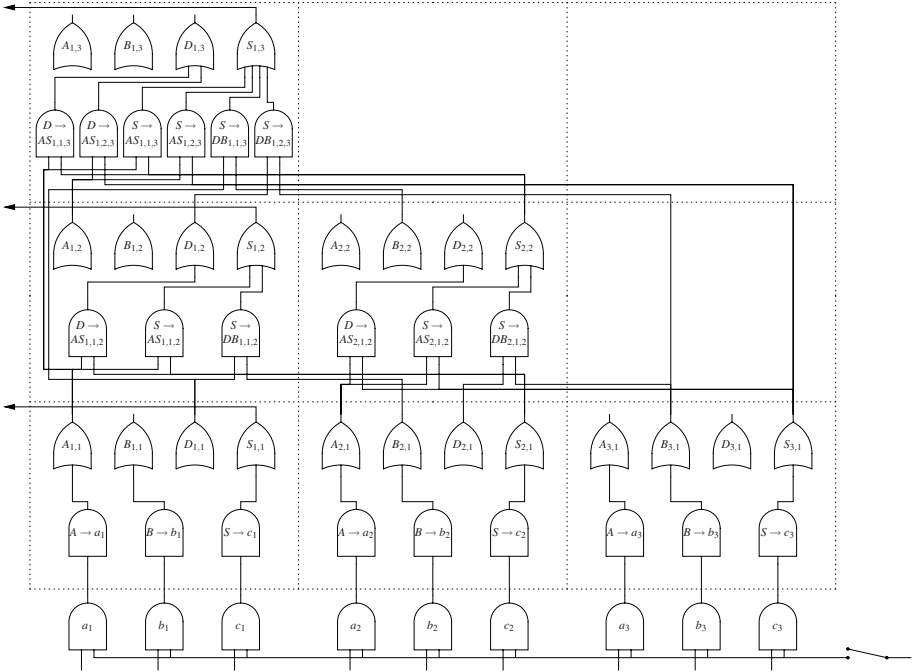 A1,3 B1,3 D1,3 S1,3
D → D → S → S → S → S →
AS1,1,3 AS1,2,3 AS1,1,3 AS1,2,3 DB1,1,3 DB1,2,3
A1,2 B1,2 D1,2 S1,2 A2,2 B2,2 D2,2 S2,2
D → S → S → D → S → S →
AS1,1,2 AS1,1,2 DB1,1,2 AS2,1,2 AS2,1,2 DB2,1,2
A1,1 B1,1 D1,1 S1,1 A2,1 B2,1 D2,1 S2,1 A3,1 B3,1 D3,1 S3,1
A → a1 B → b1 S → c1 A → a2 B → b2 S → c2 A → a3 B → b3 S → c3
a1 b1 c1 a2 b2 c2 a3 b3 c3